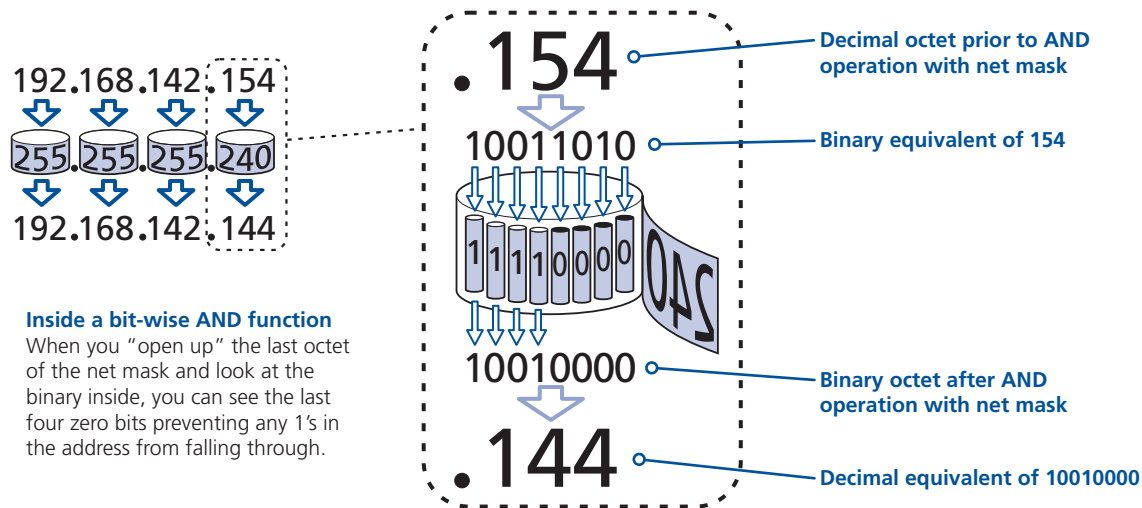 192.168.142.154
255.255.255.240
192.168.142.144
Inside a bit-wise AND function
When you “open up” the last octet
of the net mask and look at the
binary inside, you can see the last
four zero bits preventing any 1’s in
the address from falling through.
.154
Decimal octet prior to AND
operation with net mask
10011010
Binary equivalent of 154
11110000
240
10010000
Binary octet after AND
operation with net mask
.144
Decimal equivalent of 10010000